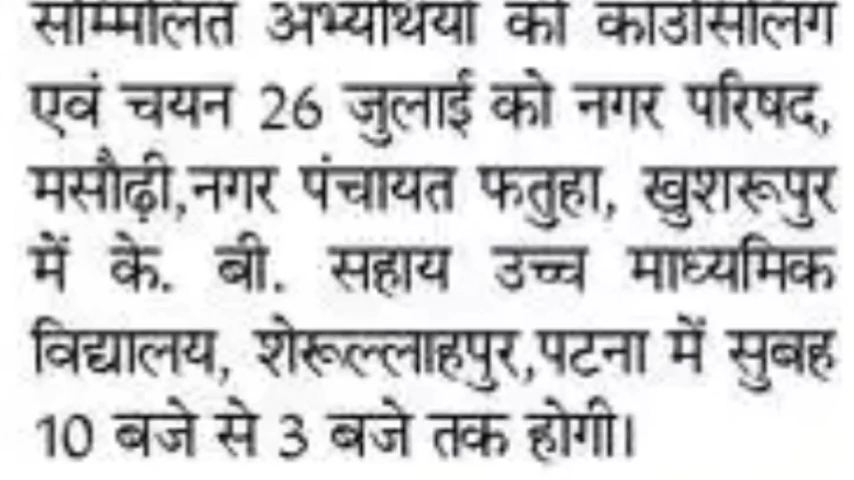 सम्मिलित अभ्यर्थियों की काउंसिलिंग
एवं चयन 26 जुलाई को नगर परिषद,
मसौढ़ी,नगर पंचायत फतुहा, खुशरूपुर
में के. बी. सहाय उच्च माध्यमिक
विद्यालय, शेरूल्लाहपुर,पटना में सुबह
10 बजे से 3 बजे तक होगी।